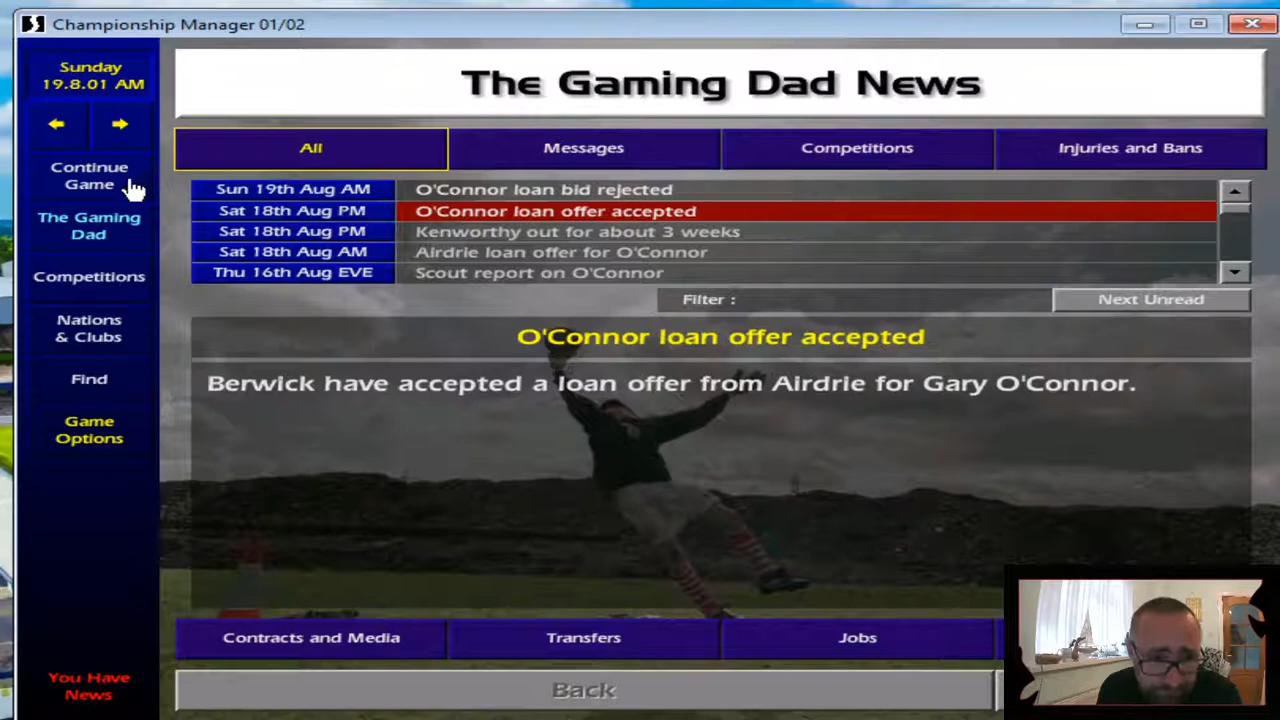 Championship Manager 01/02
Sunday
19.8.01 AM
The Gaming Dad News
All
Messages
Competitions
Injuries and Bans
Continue
Game
The Gaming
Dad
Competitions
Nations
& Clubs
Find
Game
Options
You Have
News
Sun 19th Aug AM O'Connor loan bid rejected
Sat 18th Aug PM O'Connor loan offer accepted
Sat 18th Aug PM Kenworthy out for about 3 weeks
Sat 18th Aug AM Airdrie loan offer for O'Connor
Thu 16th Aug EVE Scout report on O'Connor
Filter :
Next Unread
O'Connor loan offer accepted
Berwick have accepted a loan offer from Airdrie for Gary O'Connor.
Contracts and Media
Transfers
Jobs
Back